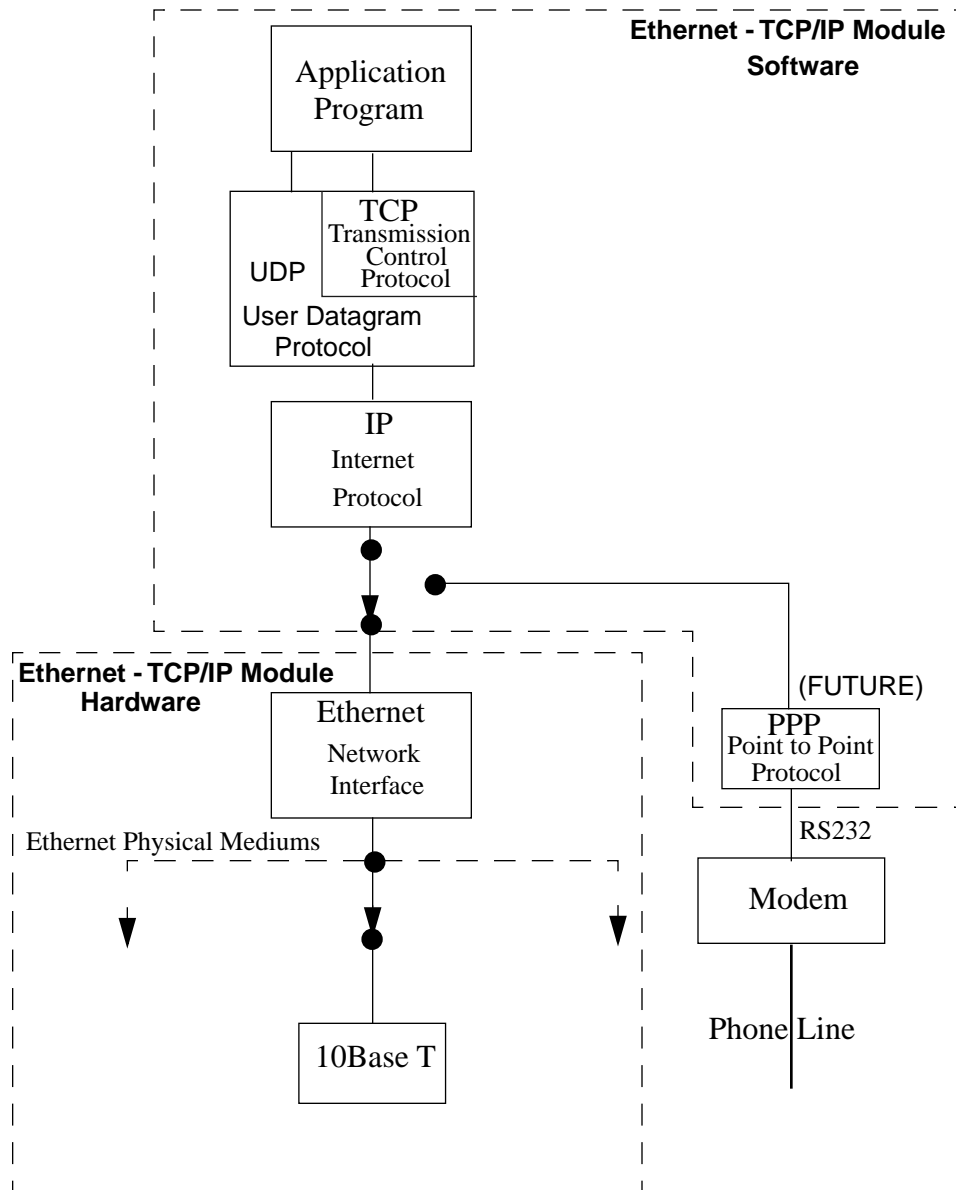 Ethernet - TCP/IP Module
Software
Application
Program
TCP
Transmission
Control
Protocol
UDP
User Datagram
Protocol
IP
Internet
Protocol
Ethernet - TCP/IP Module
Hardware
(FUTURE)
PPP
Point to Point
Protocol
Ethernet
Network
Interface
RS232
Ethernet Physical Mediums
Modem
Phone Line
10Base T